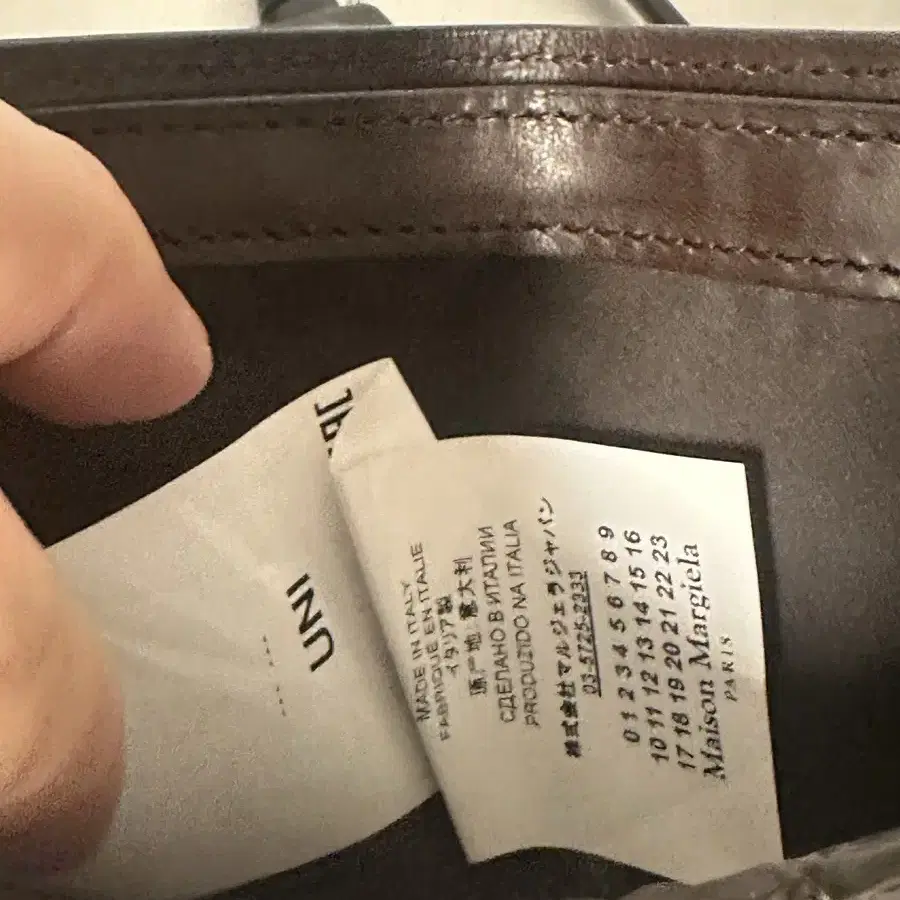 UNI
MADE IN ITALY
FABRIQUE EN ITALIE
イタリア製
原产地:意大利
СДЕЛАНО В ИТАЛИИ
PRODUZIDO NA ITALIA
株式会社マルジェラジャパン
03-5725-2333
0 1 2 3 4 5 6 7 8 9
10 11 12 13 14 15 16
17 18 19 20 21 22 23
Maison Margiela
PARIS